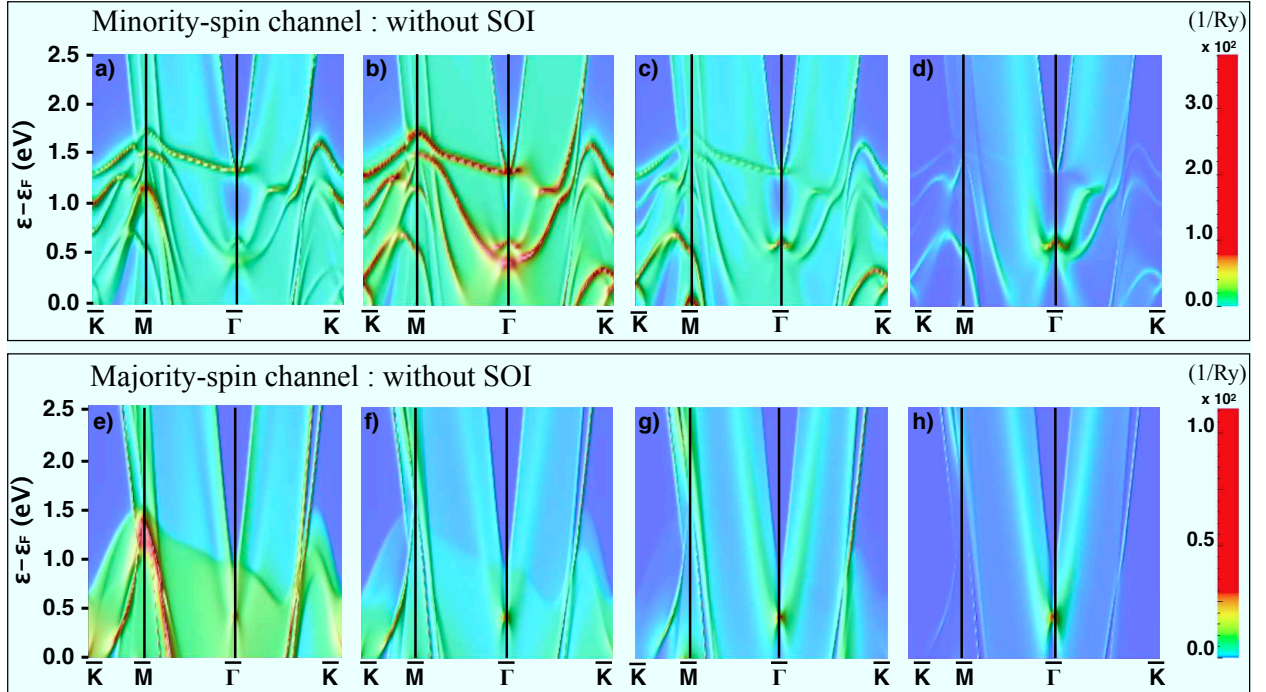 Minority-spin channel : without SOI
(1/Ry)
x 10²
ε−εF (eV)
2.5
2.0
1.5
1.0
0.5
0.0
a)
b)
c)
d)
3.0
2.0
1.0
0.0
K̅ M̅ Γ̅ K̅
K̅ M̅ Γ̅ K̅
K̅ M̅ Γ̅ K̅
K̅ M̅ Γ̅ K̅
Majority-spin channel : without SOI
(1/Ry)
x 10²
ε−εF (eV)
2.5
2.0
1.5
1.0
0.5
0.0
e)
f)
g)
h)
1.0
0.5
0.0
K̅ M̅ Γ̅ K̅
K̅ M̅ Γ̅ K̅
K̅ M̅ Γ̅ K̅
K̅ M̅ Γ̅ K̅